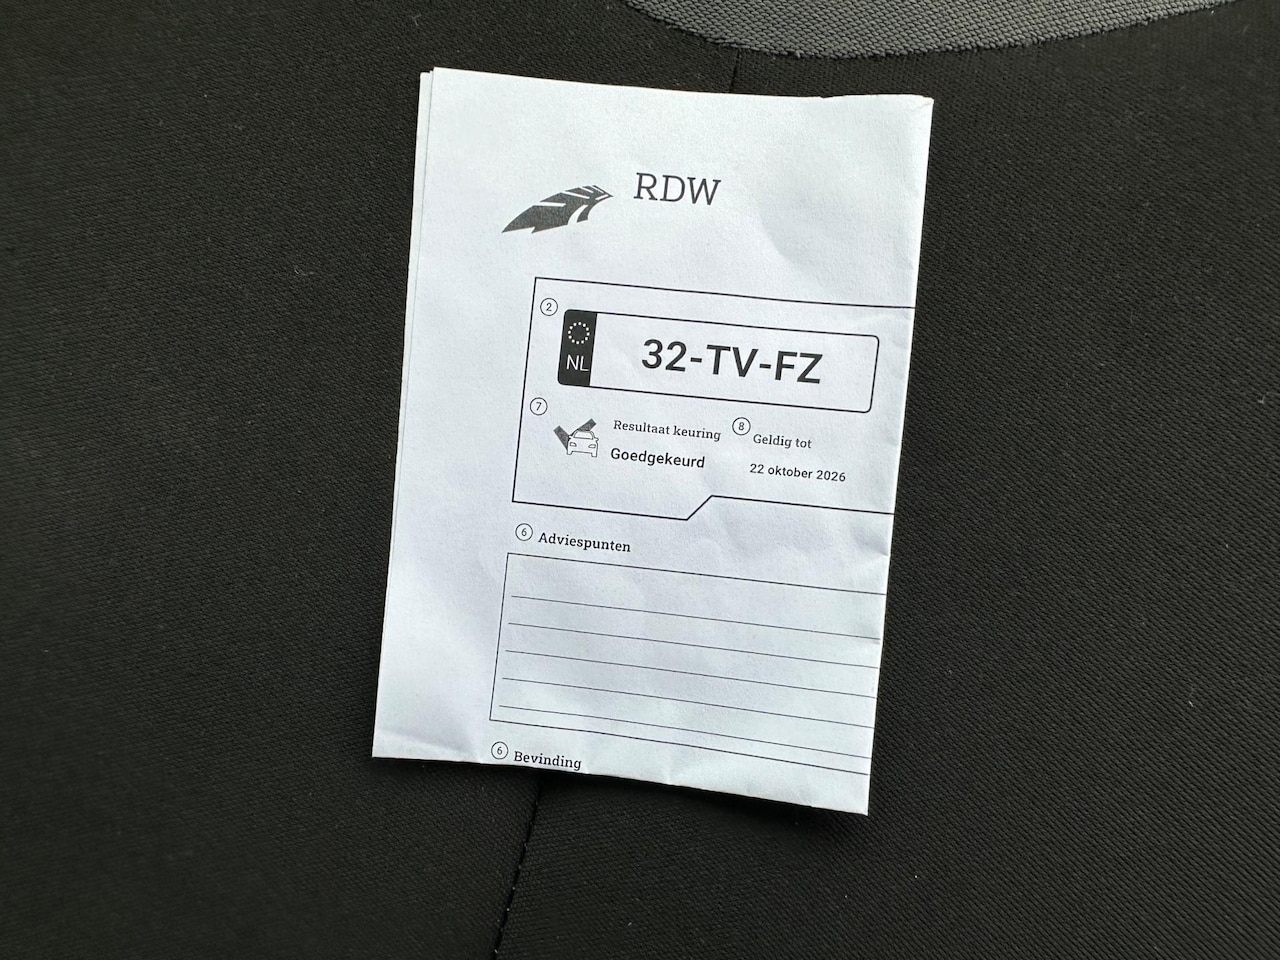 RDW
2
NL
32-TV-FZ
7
Resultaat keuring
8
Geldig tot
Goedgekeurd
22 oktober 2026
6 Adviespunten
6 Bevinding